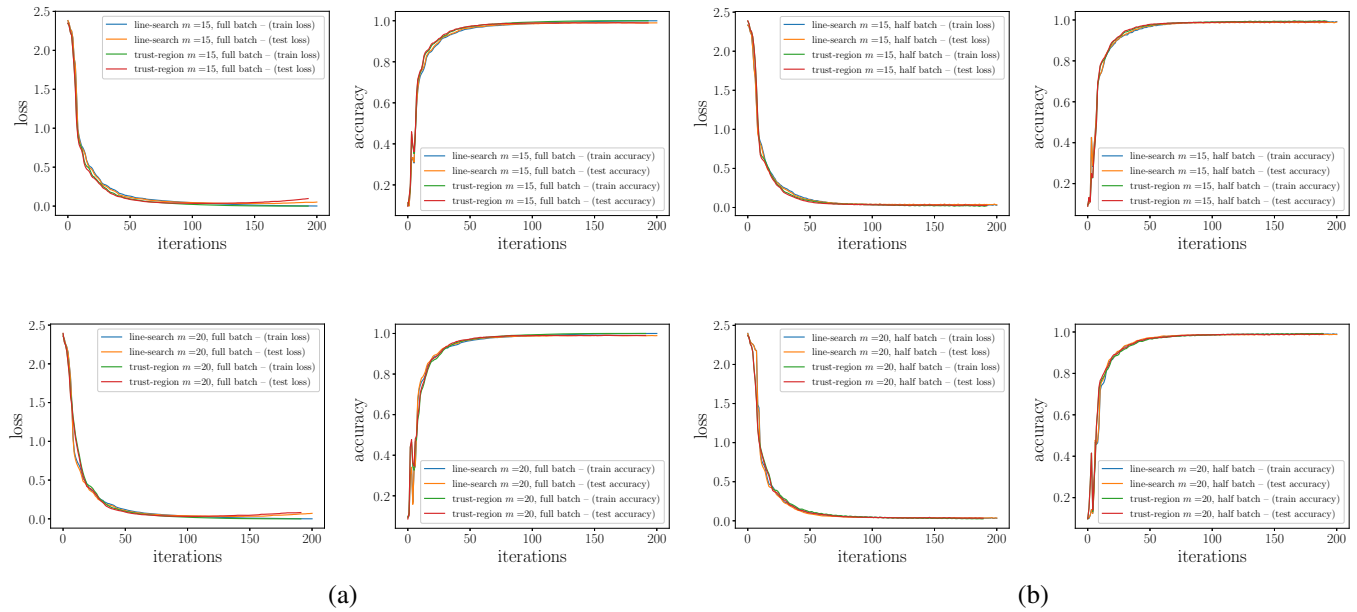 2.5
2.0
1.5
1.0
0.5
0.0
loss
line-search m =15, full batch – (train loss)
line-search m =15, full batch – (test loss)
trust-region m =15, full batch – (train loss)
trust-region m =15, full batch – (test loss)
0 50 100 150 200
iterations
1.0
0.8
0.6
0.4
0.2
accuracy
line-search m =15, full batch – (train accuracy)
line-search m =15, full batch – (test accuracy)
trust-region m =15, full batch – (train accuracy)
trust-region m =15, full batch – (test accuracy)
0 50 100 150 200
iterations
2.5
2.0
1.5
1.0
0.5
0.0
loss
line-search m =15, half batch – (train loss)
line-search m =15, half batch – (test loss)
trust-region m =15, half batch – (train loss)
trust-region m =15, half batch – (test loss)
0 50 100 150 200
iterations
1.0
0.8
0.6
0.4
0.2
accuracy
line-search m =15, half batch – (train accuracy)
line-search m =15, half batch – (test accuracy)
trust-region m =15, half batch – (train accuracy)
trust-region m =15, half batch – (test accuracy)
0 50 100 150 200
iterations
2.5
2.0
1.5
1.0
0.5
0.0
loss
line-search m =20, full batch – (train loss)
line-search m =20, full batch – (test loss)
trust-region m =20, full batch – (train loss)
trust-region m =20, full batch – (test loss)
0 50 100 150 200
iterations
1.0
0.8
0.6
0.4
0.2
accuracy
line-search m =20, full batch – (train accuracy)
line-search m =20, full batch – (test accuracy)
trust-region m =20, full batch – (train accuracy)
trust-region m =20, full batch – (test accuracy)
0 50 100 150 200
iterations
2.5
2.0
1.5
1.0
0.5
0.0
loss
line-search m =20, half batch – (train loss)
line-search m =20, half batch – (test loss)
trust-region m =20, half batch – (train loss)
trust-region m =20, half batch – (test loss)
0 50 100 150 200
iterations
1.0
0.8
0.6
0.4
0.2
accuracy
line-search m =20, half batch – (train accuracy)
line-search m =20, half batch – (test accuracy)
trust-region m =20, half batch – (train accuracy)
trust-region m =20, half batch – (test accuracy)
0 50 100 150 200
iterations
(a)
(b)